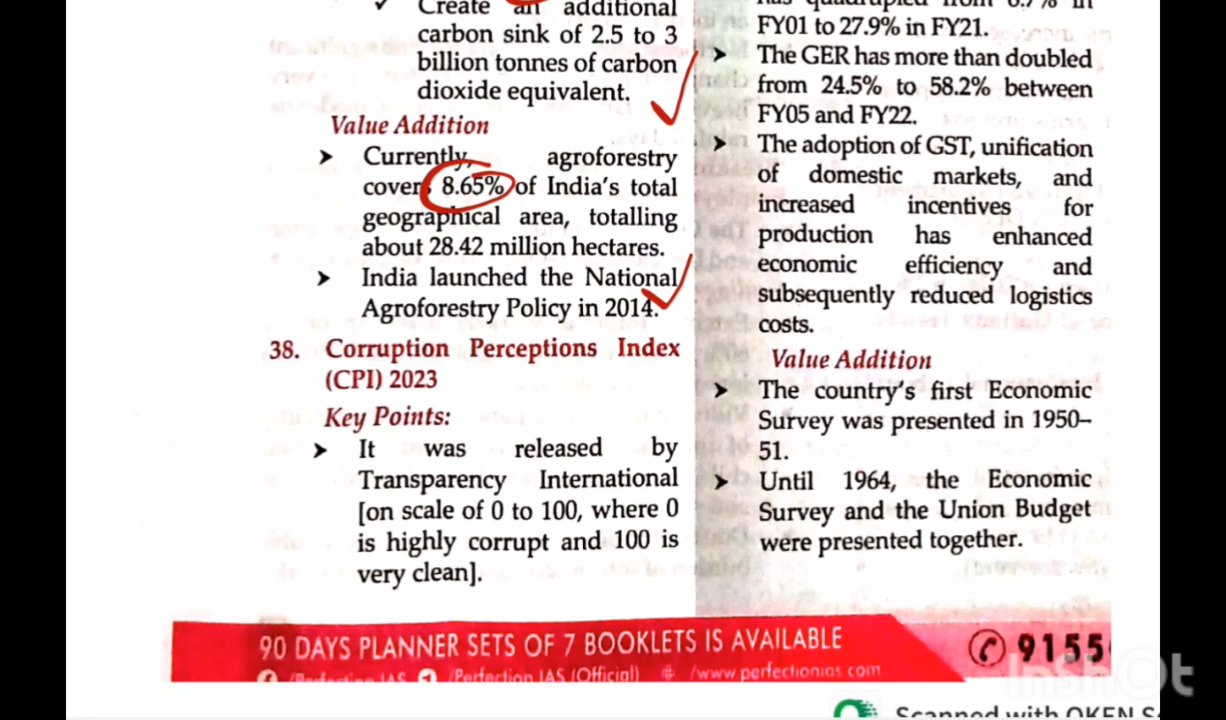 Create an additional
carbon sink of 2.5 to 3
billion tonnes of carbon
dioxide equivalent.
Value Addition
➤ Currently, agroforestry
covers 8.65% of India's total
geographical area, totalling
about 28.42 million hectares.
➤ India launched the National
Agroforestry Policy in 2014.
38. Corruption Perceptions Index
(CPI) 2023
Key Points:
➤ It was released by
Transparency International
[on scale of 0 to 100, where 0
is highly corrupt and 100 is
very clean].
FY01 to 27.9% in FY21.
➤ The GER has more than doubled
from 24.5% to 58.2% between
FY05 and FY22.
➤ The adoption of GST, unification
of domestic markets, and
increased incentives for
production has enhanced
economic efficiency and
subsequently reduced logistics
costs.
Value Addition
➤ The country's first Economic
Survey was presented in 1950–
51.
➤ Until 1964, the Economic
Survey and the Union Budget
were presented together.
90 DAYS PLANNER SETS OF 7 BOOKLETS IS AVAILABLE
9155
/Perfection IAS /Perfection IAS (Official) /www perfectionias com
InShot
Scanned with OKEN